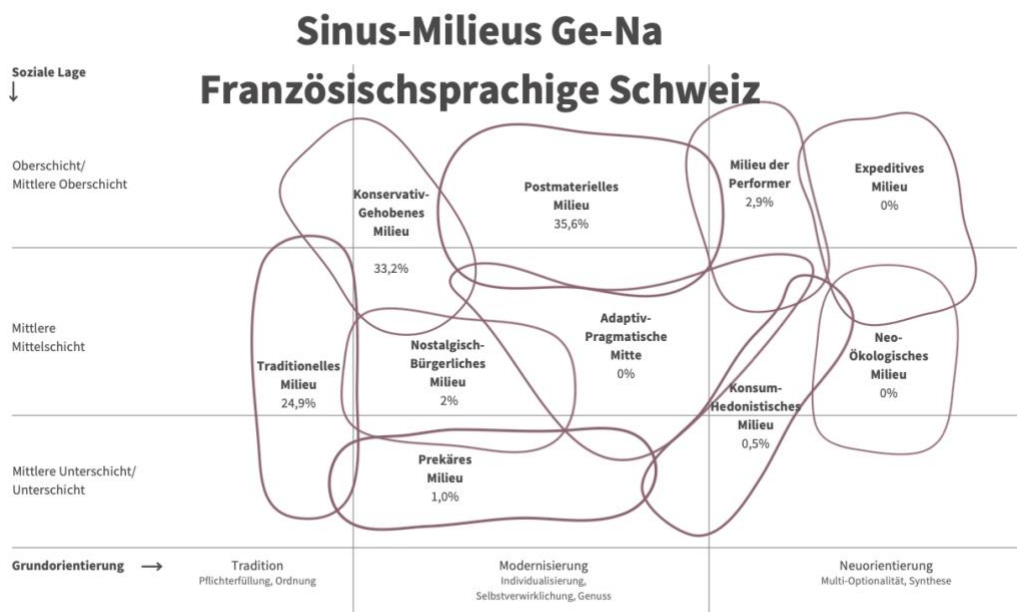 Sinus-Milieus Ge-Na
Französischsprachige Schweiz
Soziale Lage
↓
Oberschicht/
Mittlere Oberschicht
Konservativ-
Gehobenes
Milieu
33,2%
Postmaterielles
Milieu
35,6%
Milieu der
Performer
2,9%
Expeditives
Milieu
0%
Mittlere
Mittelschicht
Traditionelles
Milieu
24,9%
Nostalgisch-
Bürgerliches
Milieu
2%
Adaptiv-
Pragmatische
Mitte
0%
Konsum-
Hedonistisches
Milieu
0,5%
Neo-
Ökologisches
Milieu
0%
Mittlere Unterschicht/
Unterschicht
Prekäres
Milieu
1,0%
Grundorientierung →
Tradition
Pflichterfüllung, Ordnung
Modernisierung
Individualisierung,
Selbstverwirklichung, Genuss
Neuorientierung
Multi-Optionalität, Synthese